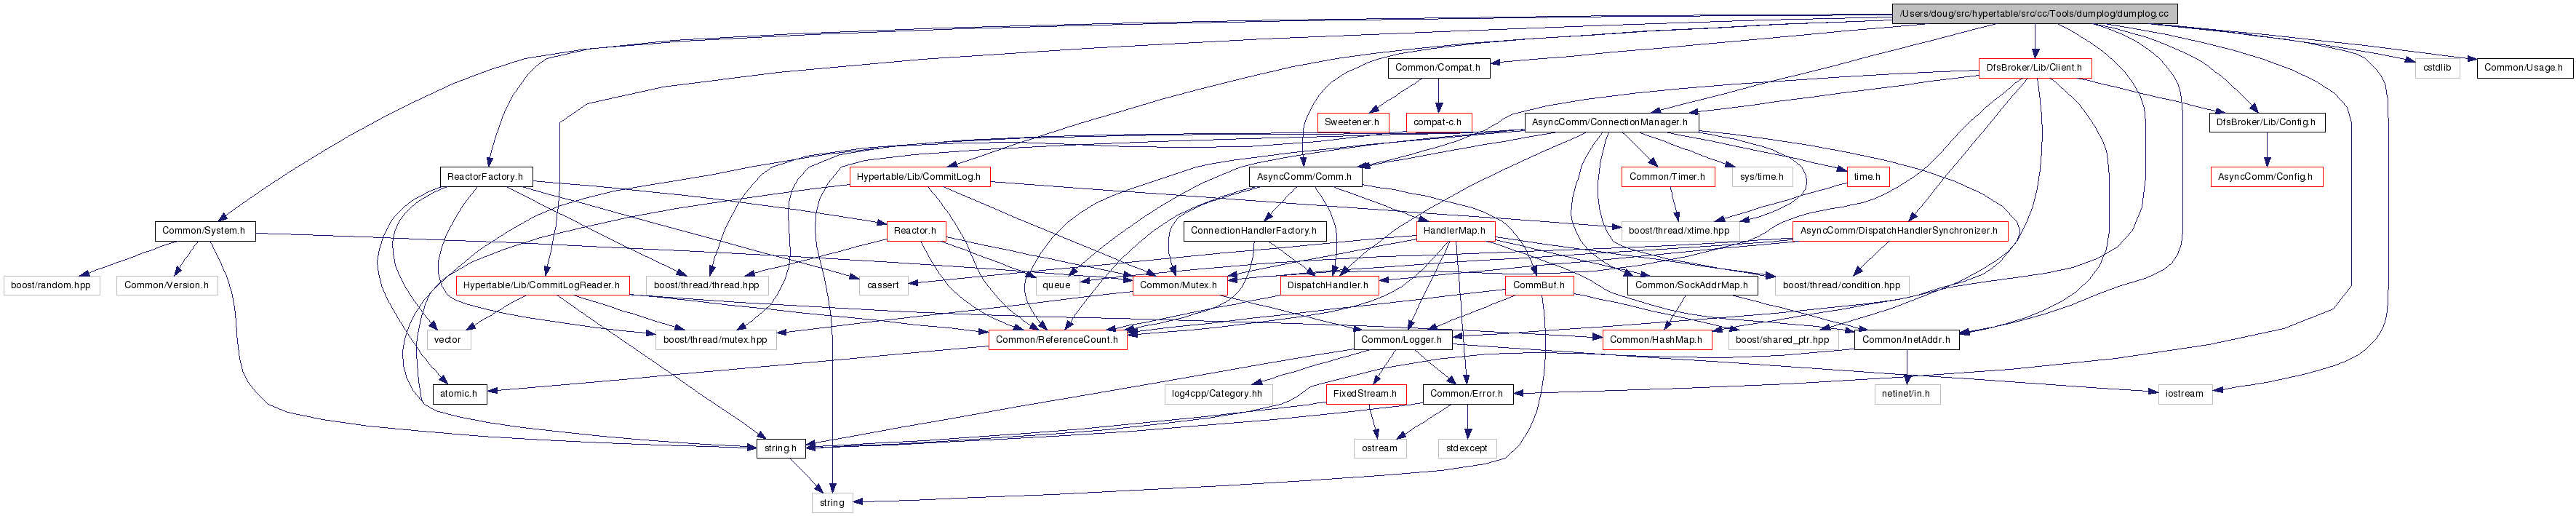 /Users/doug/src/hypertable/src/cc/Tools/dumplog/dumplog.cc
Common/Compat.h
DfsBroker/Lib/Client.h
cstdlib
Common/Usage.h
Sweetener.h
compat-c.h
AsyncComm/ConnectionManager.h
DfsBroker/Lib/Config.h
ReactorFactory.h
Hypertable/Lib/CommitLog.h
AsyncComm/Comm.h
Common/Timer.h
sys/time.h
time.h
AsyncComm/Config.h
Common/System.h
Reactor.h
ConnectionHandlerFactory.h
HandlerMap.h
boost/thread/xtime.hpp
AsyncComm/DispatchHandlerSynchronizer.h
boost/random.hpp
Common/Version.h
Hypertable/Lib/CommitLogReader.h
boost/thread/thread.hpp
cassert
queue
Common/Mutex.h
DispatchHandler.h
CommBuf.h
Common/SockAddrMap.h
boost/thread/condition.hpp
vector
boost/thread/mutex.hpp
Common/ReferenceCount.h
Common/Logger.h
Common/HashMap.h
boost/shared_ptr.hpp
Common/InetAddr.h
atomic.h
log4cpp/Category.hh
FixedStream.h
Common/Error.h
netinet/in.h
iostream
string.h
ostream
stdexcept
string